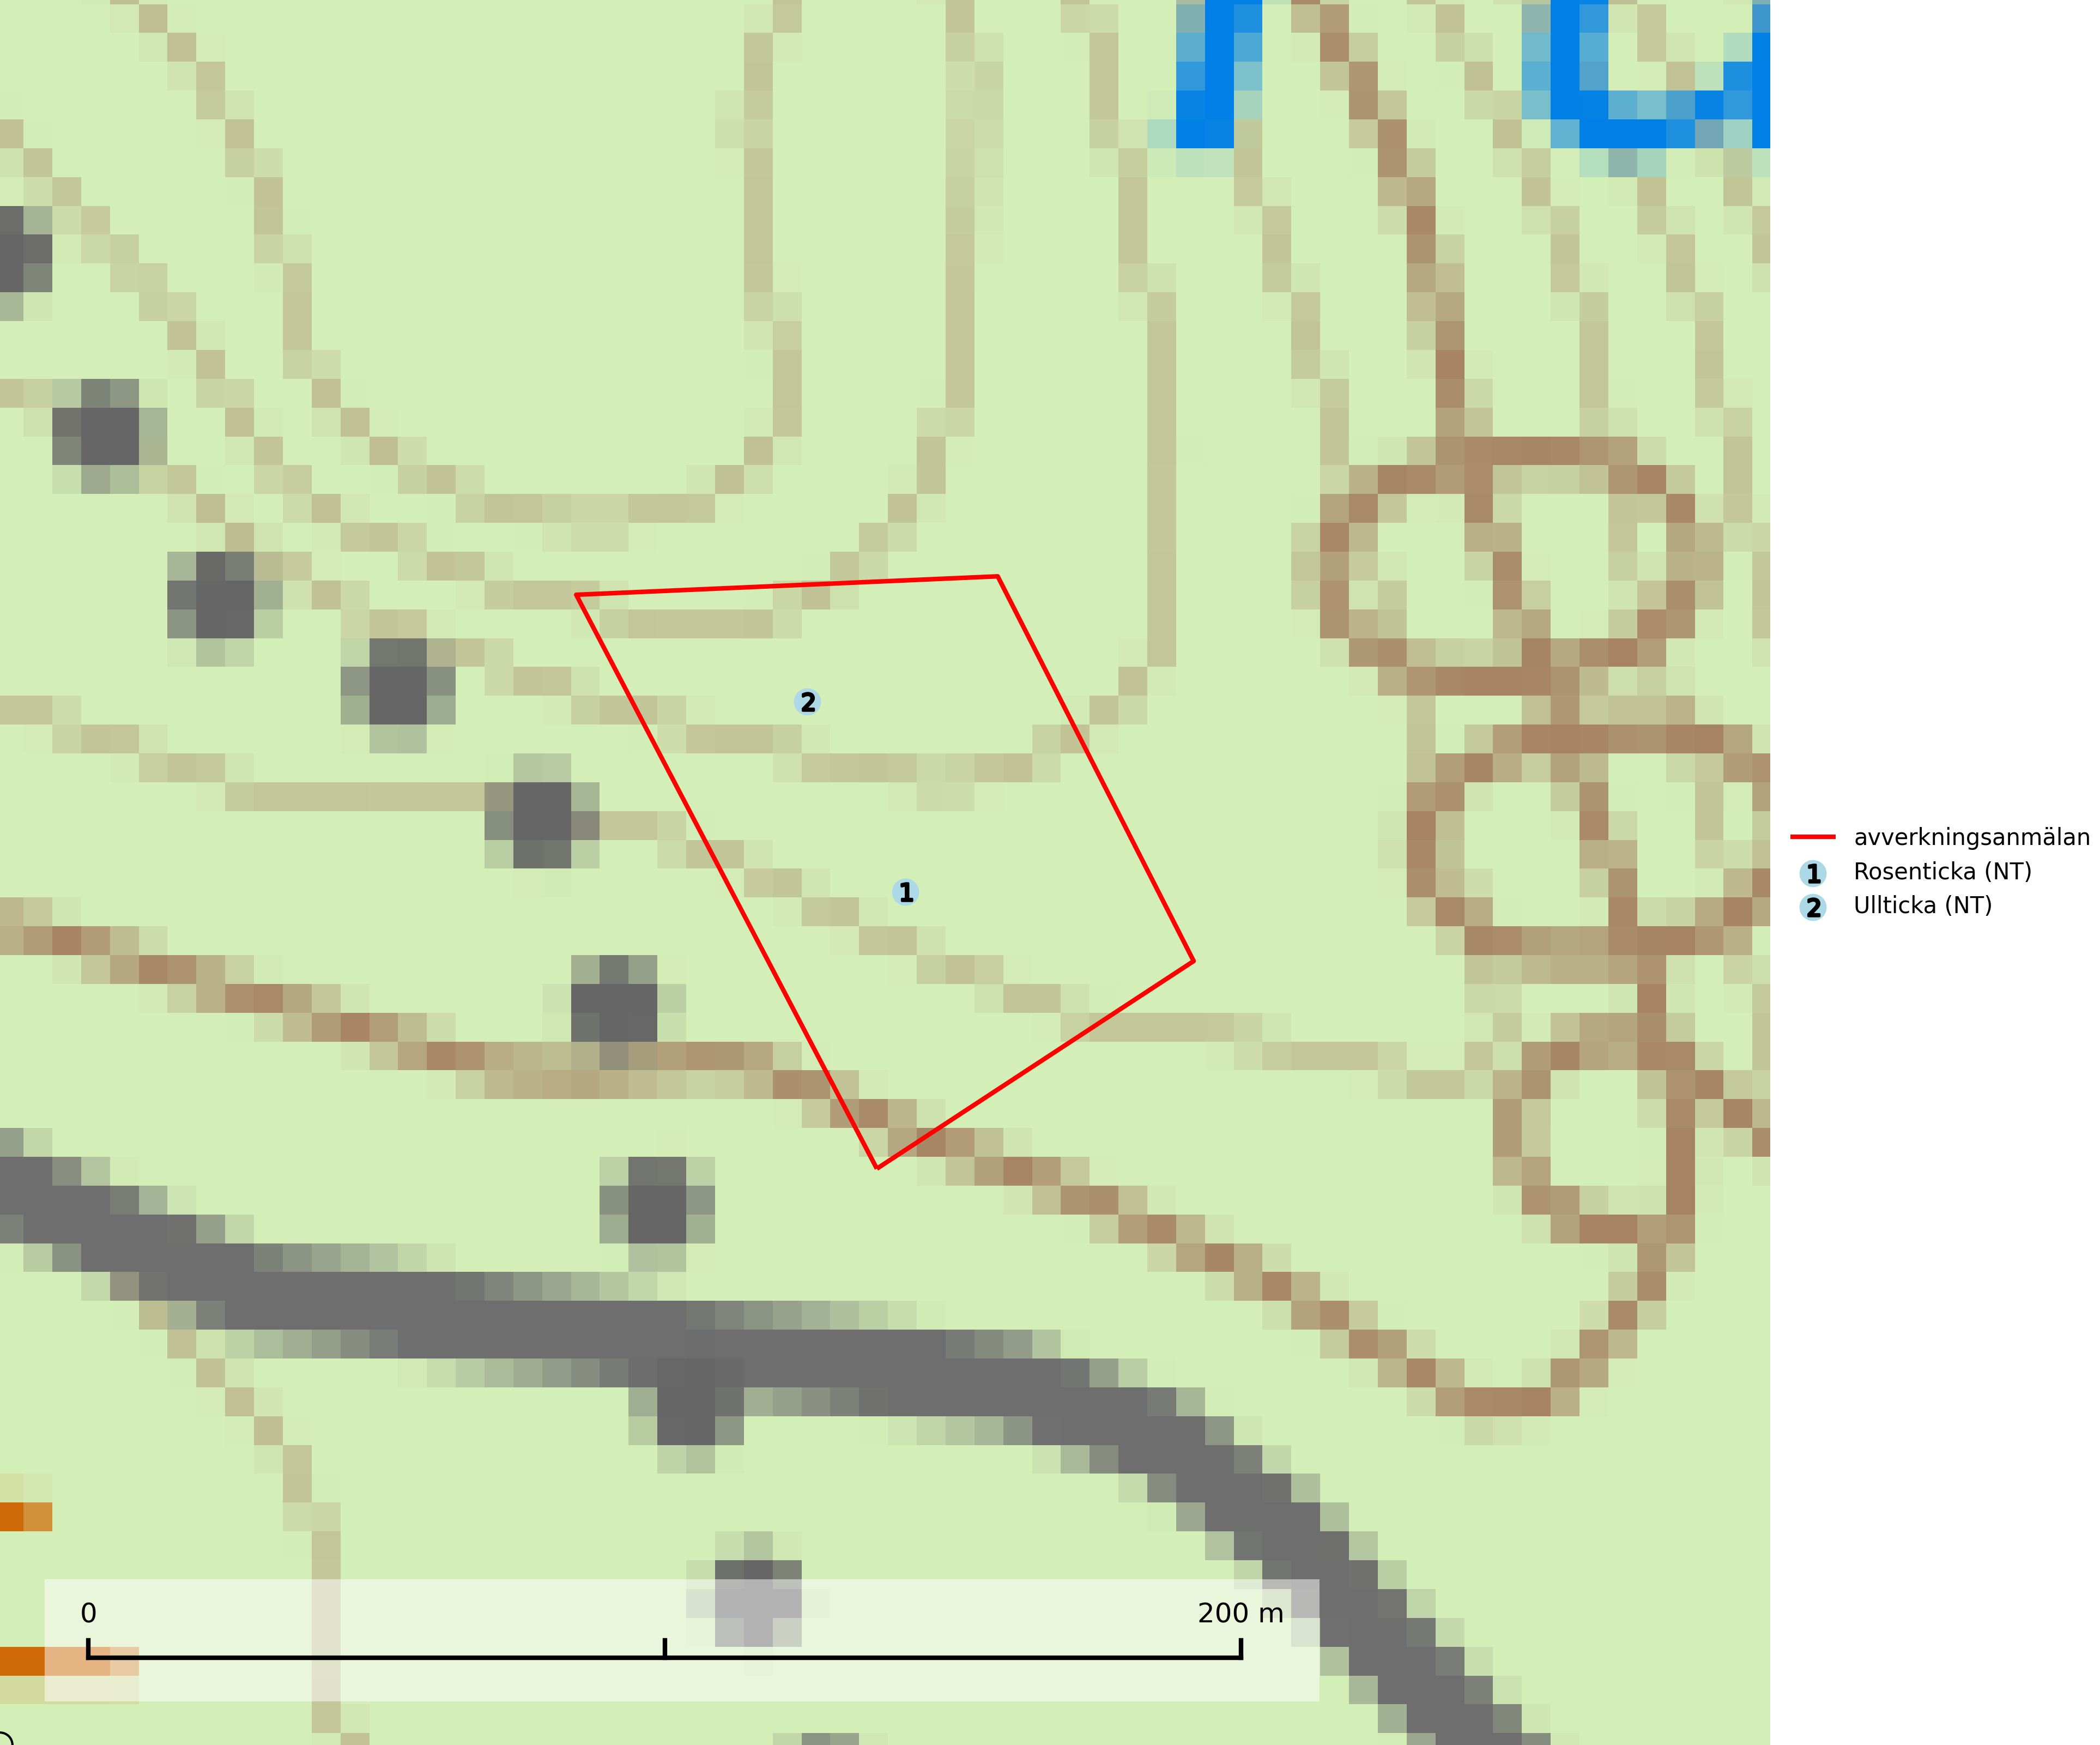 2
1
avverkningsanmälan
1 Rosenticka (NT)
2 Ullticka (NT)
0 200 m